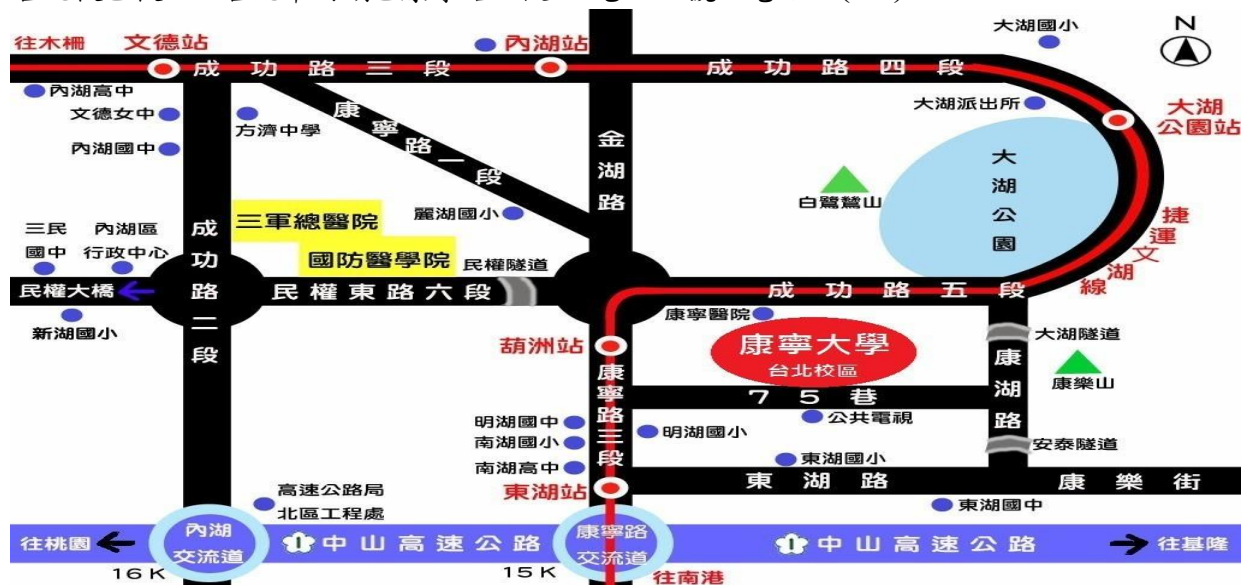 往木柵
文德站
內湖站
大湖國小
N
成功路三段
成功路四段
內湖高中
文德女中
方濟中學
康寧路一段
大湖派出所
大湖
公園站
內湖國中
金湖路
白鷺鷥山
大湖公園
三軍總醫院
麗湖國小
捷運文湖線
三民
國中
內湖區
行政中心
成功路二段
國防醫學院
民權隧道
民權大橋
民權東路六段
成功路五段
新湖國小
康寧醫院
大湖隧道
葫洲站
康寧大學
台北校區
康湖路
康樂山
康寧路三段
75巷
明湖國中
明湖國小
公共電視
南湖國小
安泰隧道
南湖高中
東湖國小
東湖站
東湖路
康樂街
高速公路局
北區工程處
東湖國中
往桃園
內湖
交流道
1
中山高速公路
康寧路
交流道
1
中山高速公路
往基隆
16K
15K
往南港